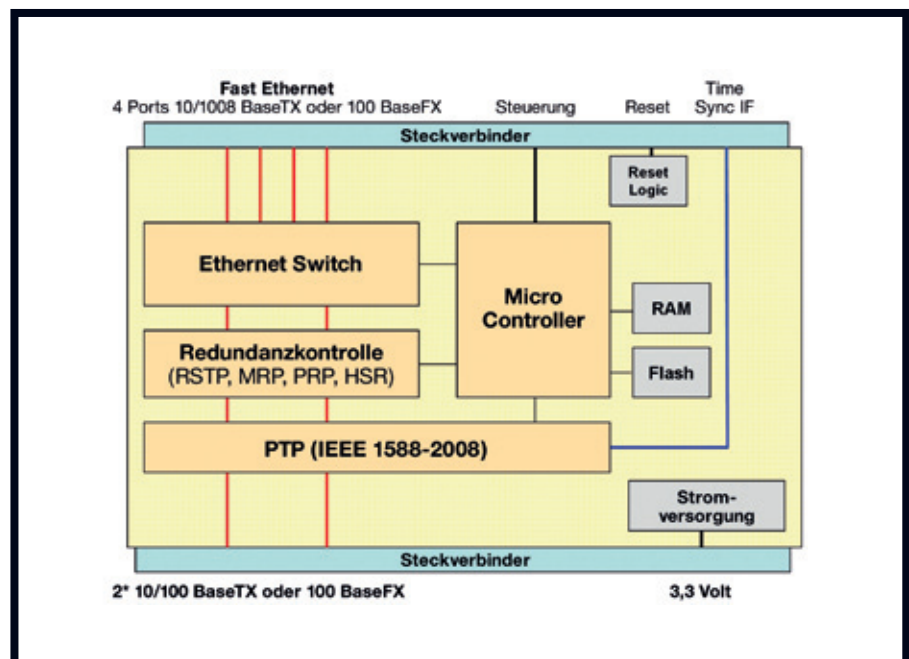 Fast Ethernet
4 Ports 10/1008 BaseTX oder 100 BaseFX
Steuerung
Reset
Time
Sync IF
Steckverbinder
Reset
Logic
Ethernet Switch
Micro
Controller
RAM
Redundanzkontrolle
(RSTP, MRP, PRP, HSR)
Flash
PTP (IEEE 1588-2008)
Strom-
versorgung
Steckverbinder
2* 10/100 BaseTX oder 100 BaseFX
3,3 Volt